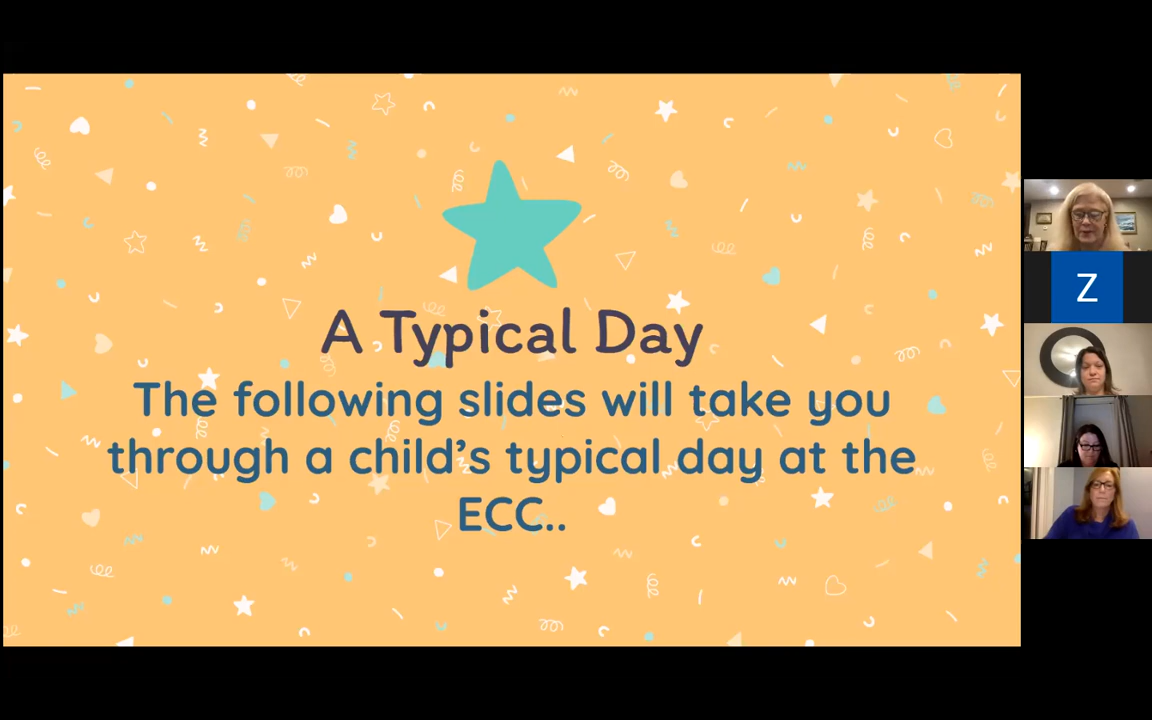 A Typical Day
The following slides will take you
through a child’s typical day at the
ECC..
Z